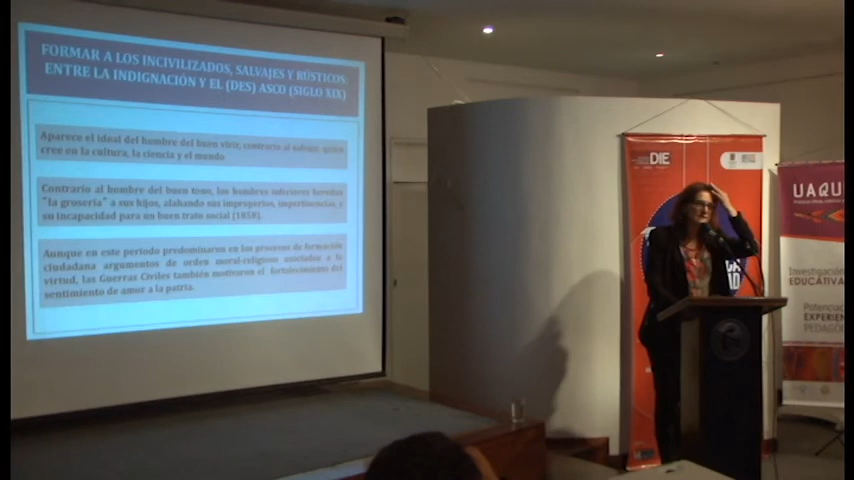 FORMAR A LOS INCIVILIZADOS, SALVAJES Y RÚSTICOS:
ENTRE LA INDIGNACIÓN Y EL (DES) ASCO (SIGLO XIX)
Aparece el ideal del hombre del buen vivir, contrario al salvaje, quien
cree en la cultura, la ciencia y el mundo
Contrario al hombre del buen tono, los hombres inferiores heredan
"la grosería" a sus hijos, alabando sus improperios, impertinencias, y
su incapacidad para un buen trato social (1858).
Aunque en este periodo predominaron en los procesos de formación
ciudadana argumentos de orden moral-religioso asociados a la
virtud, las Guerras Civiles también motivaron el fortalecimiento del
sentimiento de amor a la patria.
DIE
UAQU
Investigación
EDUCATIVA
EXPERIEN
PEDAGÓG